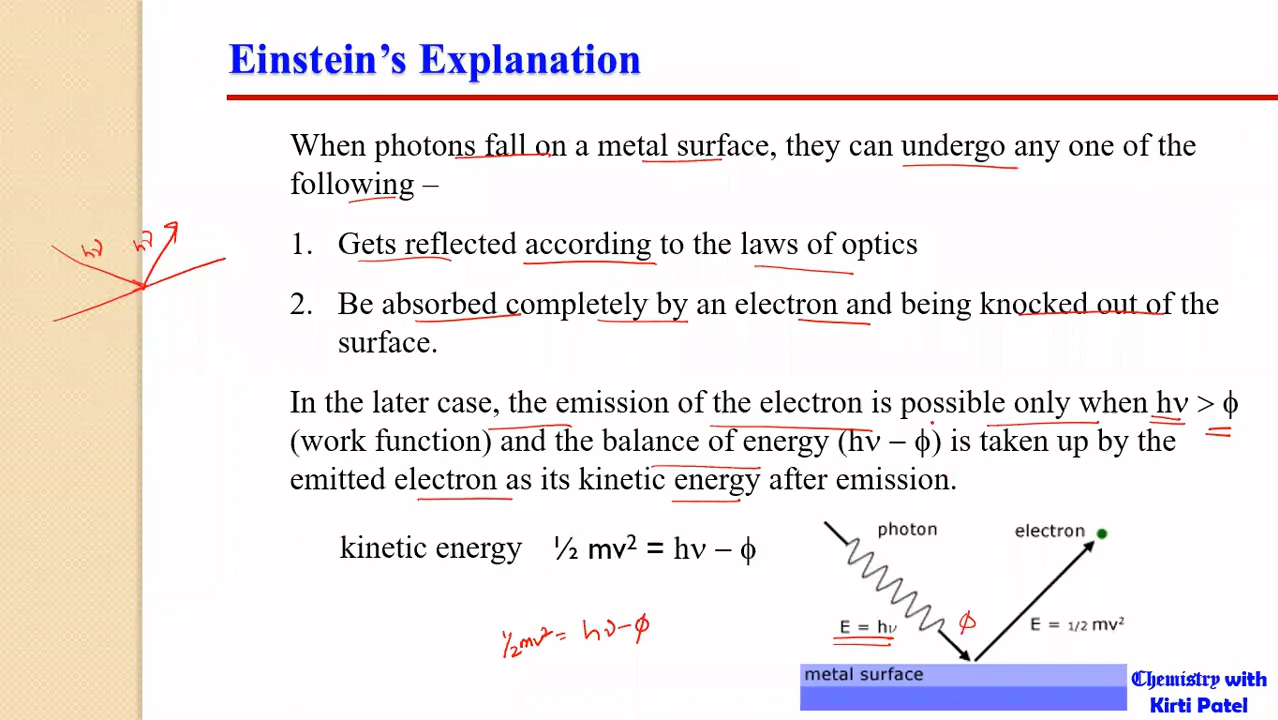 Einstein's Explanation
When photons fall on a metal surface, they can undergo any one of the
following –
hν
hν
1. Gets reflected according to the laws of optics
2. Be absorbed completely by an electron and being knocked out of the
surface.
In the later case, the emission of the electron is possible only when hν > ϕ
(work function) and the balance of energy (hν – ϕ) is taken up by the
emitted electron as its kinetic energy after emission.
kinetic energy ½ mv² = hν – ϕ
½mv² = hν – ϕ
photon
electron
E = hν
ϕ
E = 1/2 mv²
metal surface
Chemistry with
Kirti Patel